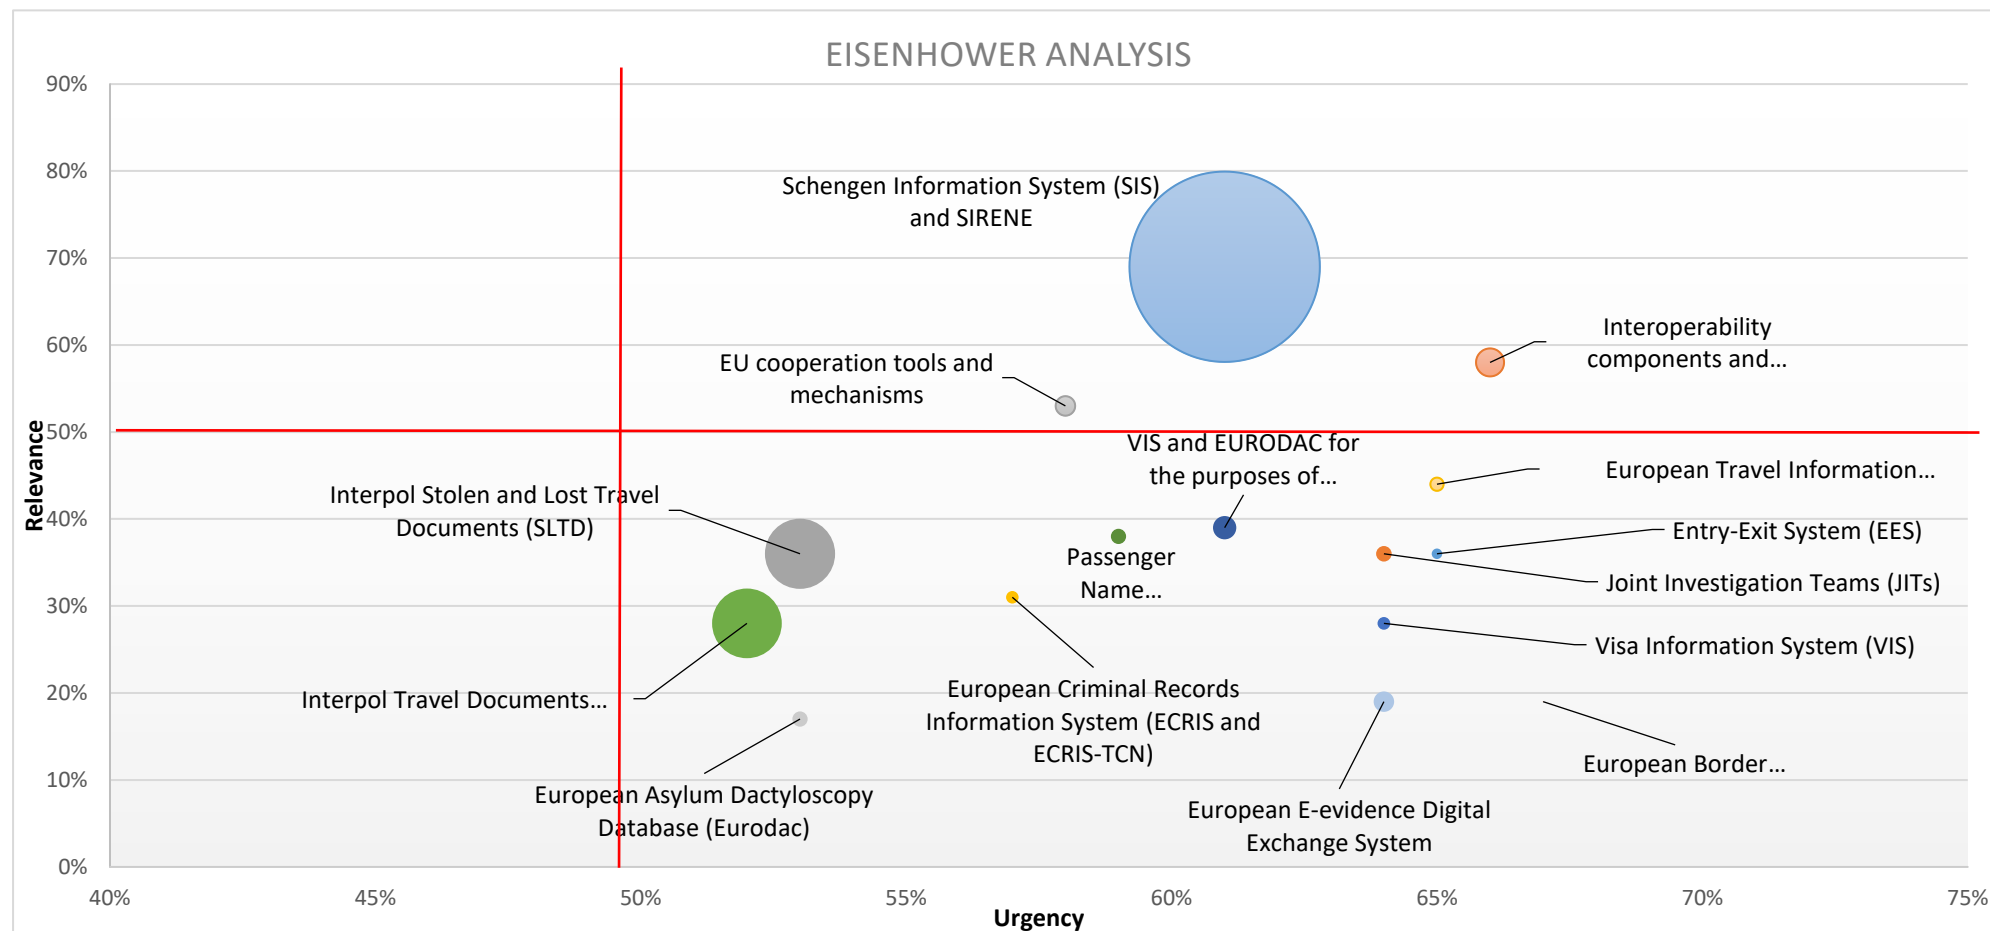 EISENHOWER ANALYSIS
90%
80%
70%
60%
50%
40%
30%
20%
10%
0%
Relevance
Schengen Information System (SIS)
and SIRENE
Interoperability
components and...
EU cooperation tools and
mechanisms
VIS and EURODAC for
the purposes of...
European Travel Information...
Interpol Stolen and Lost Travel
Documents (SLTD)
Entry-Exit System (EES)
Passenger
Name...
Joint Investigation Teams (JITs)
Visa Information System (VIS)
Interpol Travel Documents...
European Criminal Records
Information System (ECRIS and
ECRIS-TCN)
European Border...
European Asylum Dactyloscopy
Database (Eurodac)
European E-evidence Digital
Exchange System
40%
45%
50%
55%
60%
65%
70%
75%
Urgency